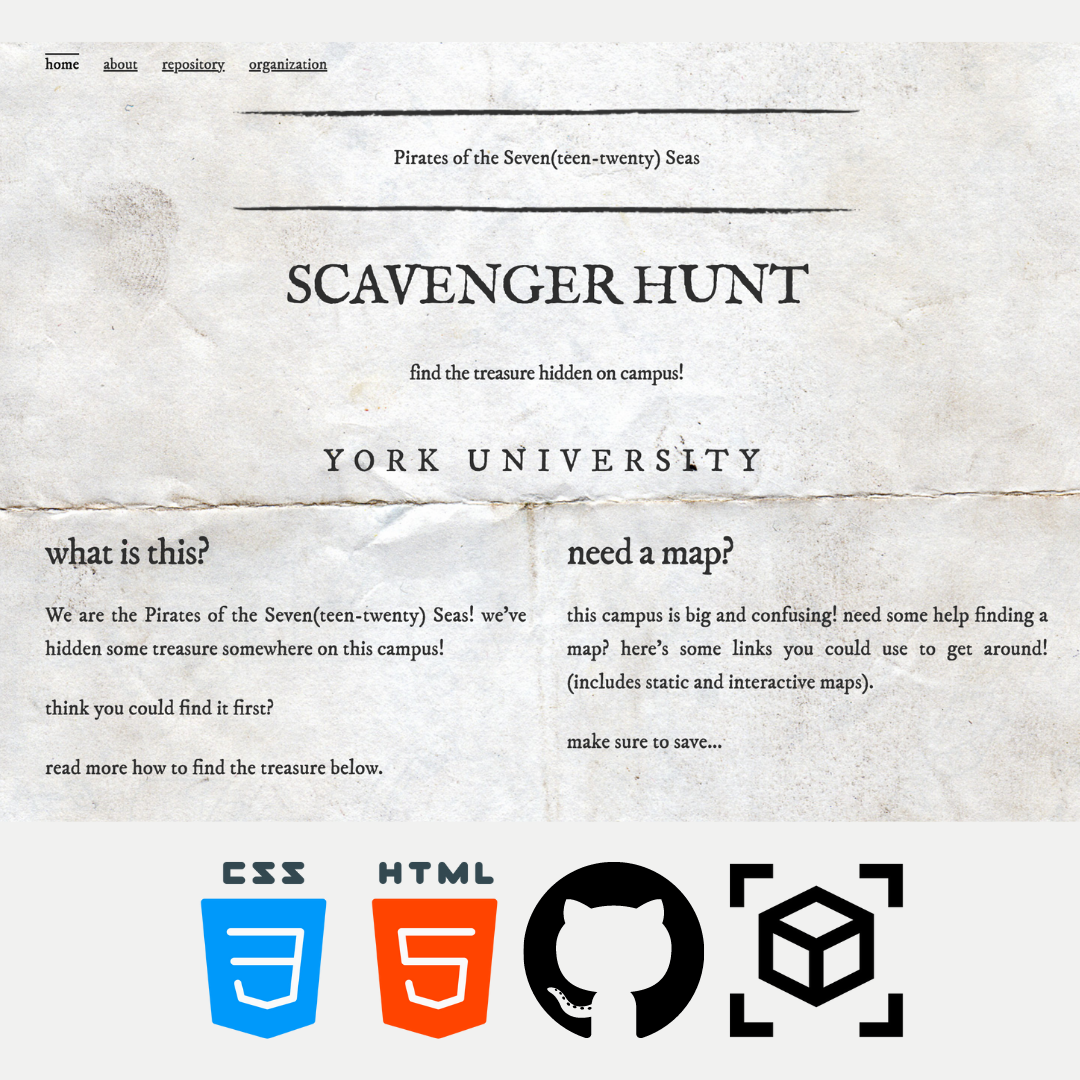 home about repository organization
Pirates of the Seven(teen-twenty) Seas
SCAVENGER HUNT
find the treasure hidden on campus!
YORK UNIVERSITY
what is this?
We are the Pirates of the Seven(teen-twenty) Seas! we've
hidden some treasure somewhere on this campus!
think you could find it first?
read more how to find the treasure below.
need a map?
this campus is big and confusing! need some help finding a
map? here's some links you could use to get around!
(includes static and interactive maps).
make sure to save...
CSS HTML
3 5